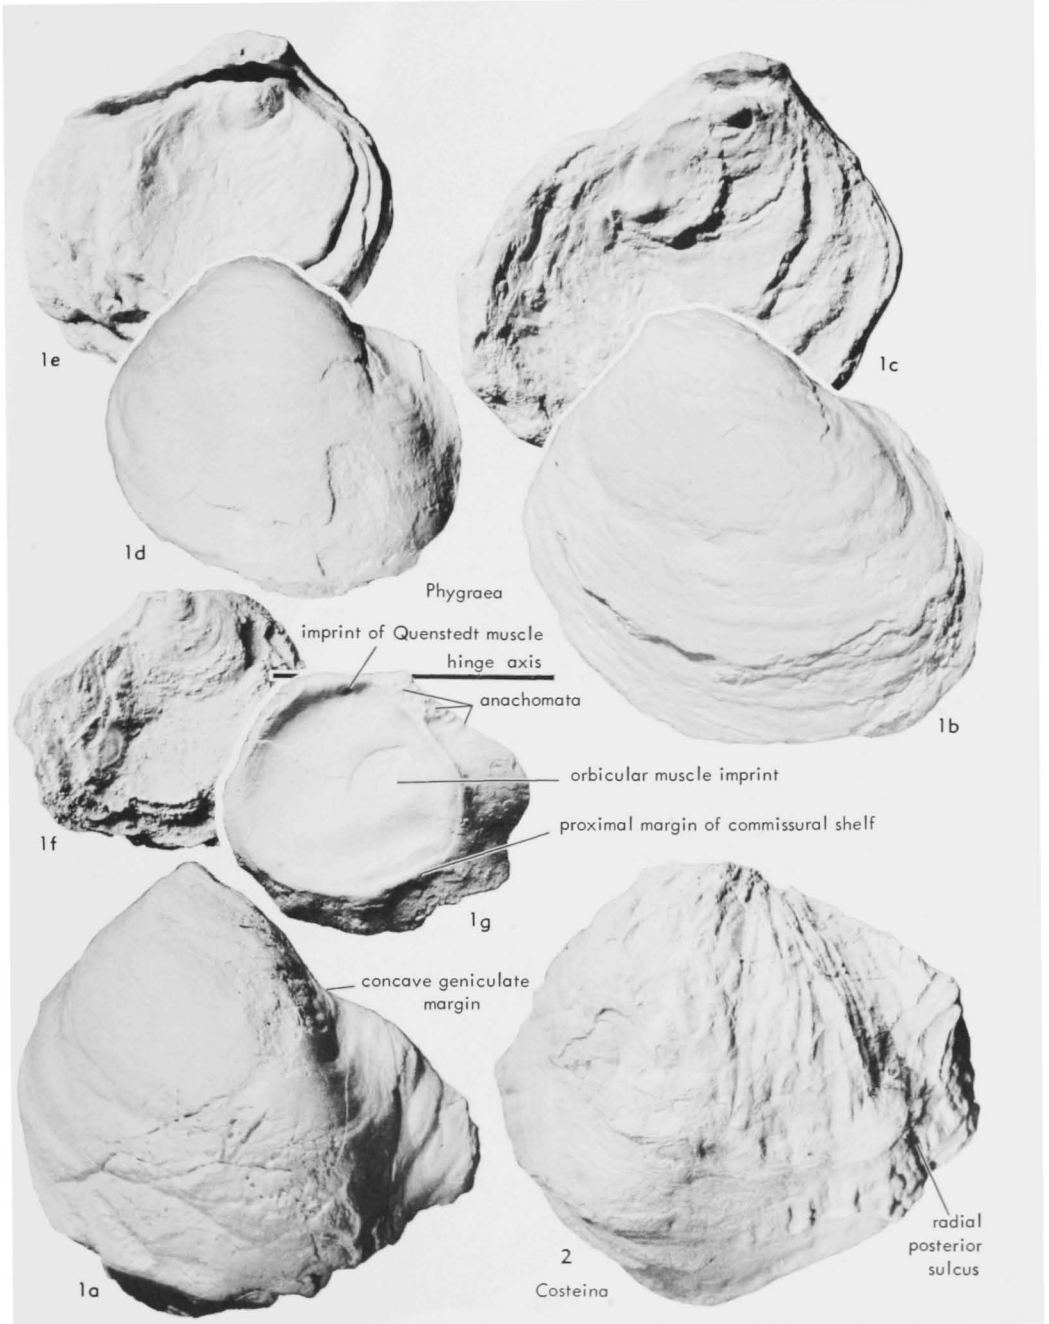 1e
1c
1d
Phygraea
imprint of Quenstedt muscle
hinge axis
anachomata
1b
orbicular muscle imprint
proximal margin of commissural shelf
1f
1g
concave geniculate
margin
radial
posterior
sulcus
2
Costeina
1a